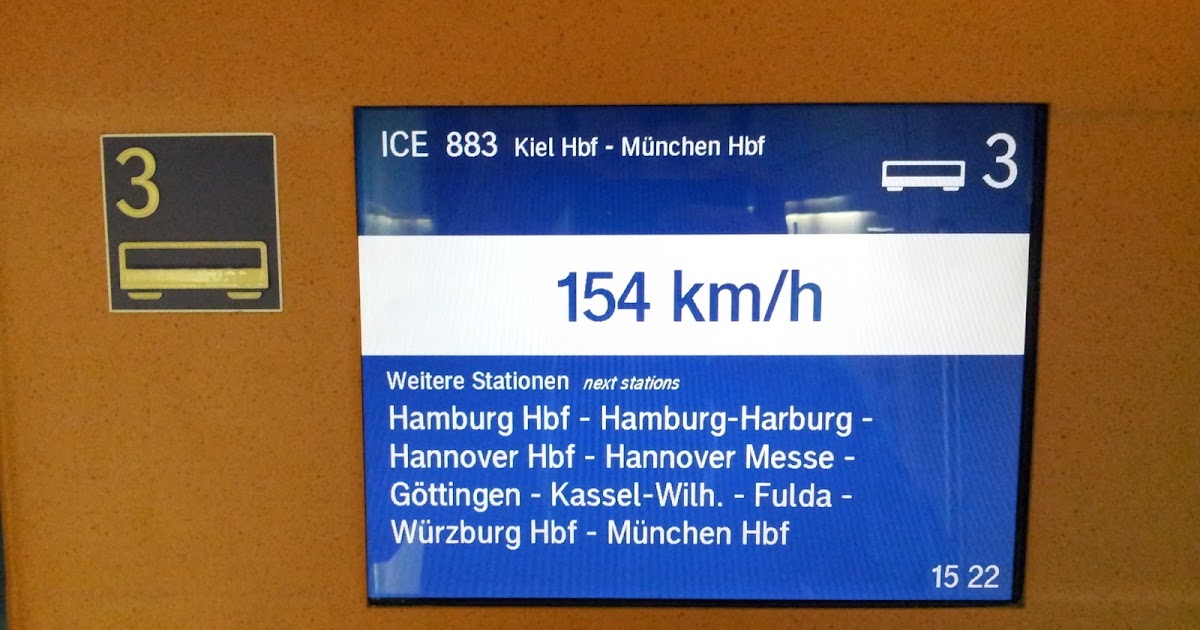 3
ICE 883 Kiel Hbf - München Hbf
3
154 km/h
Weitere Stationen next stations
Hamburg Hbf - Hamburg-Harburg -
Hannover Hbf - Hannover Messe -
Göttingen - Kassel-Wilh. - Fulda -
Würzburg Hbf - München Hbf
15 22